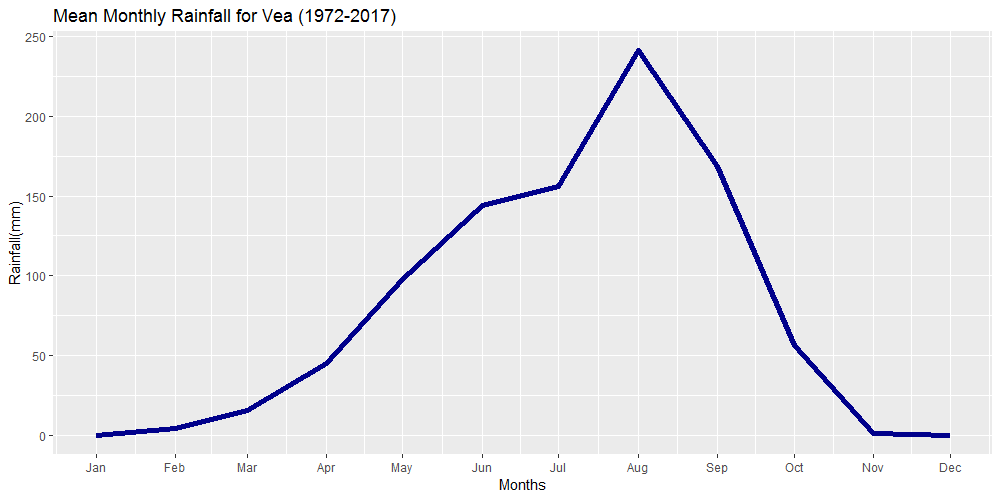 Mean Monthly Rainfall for Vea (1972-2017)
250
200
150
100
50
0
Rainfall(mm)
Jan Feb Mar Apr May Jun Jul Aug Sep Oct Nov Dec
Months